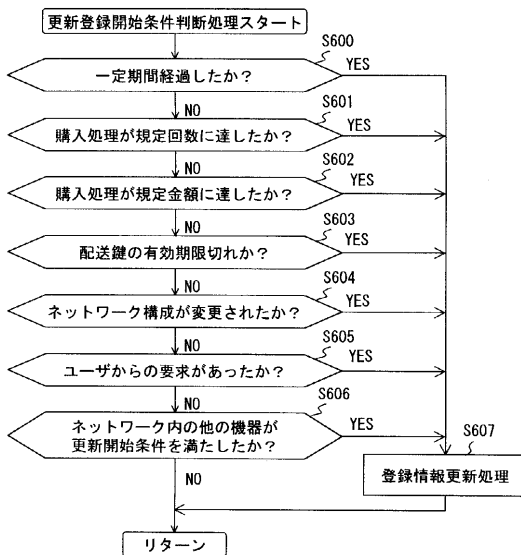 更新登録開始条件判断処理スタート
S600
一定期間経過したか？
YES
NO
S601
購入処理が規定回数に達したか？
YES
NO
S602
購入処理が規定金額に達したか？
YES
NO
S603
配送鍵の有効期限切れか？
YES
NO
S604
ネットワーク構成が変更されたか？
YES
NO
S605
ユーザからの要求があったか？
YES
NO
S606
ネットワーク内の他の機器が
更新開始条件を満たしたか？
YES
S607
NO
登録情報更新処理
リターン